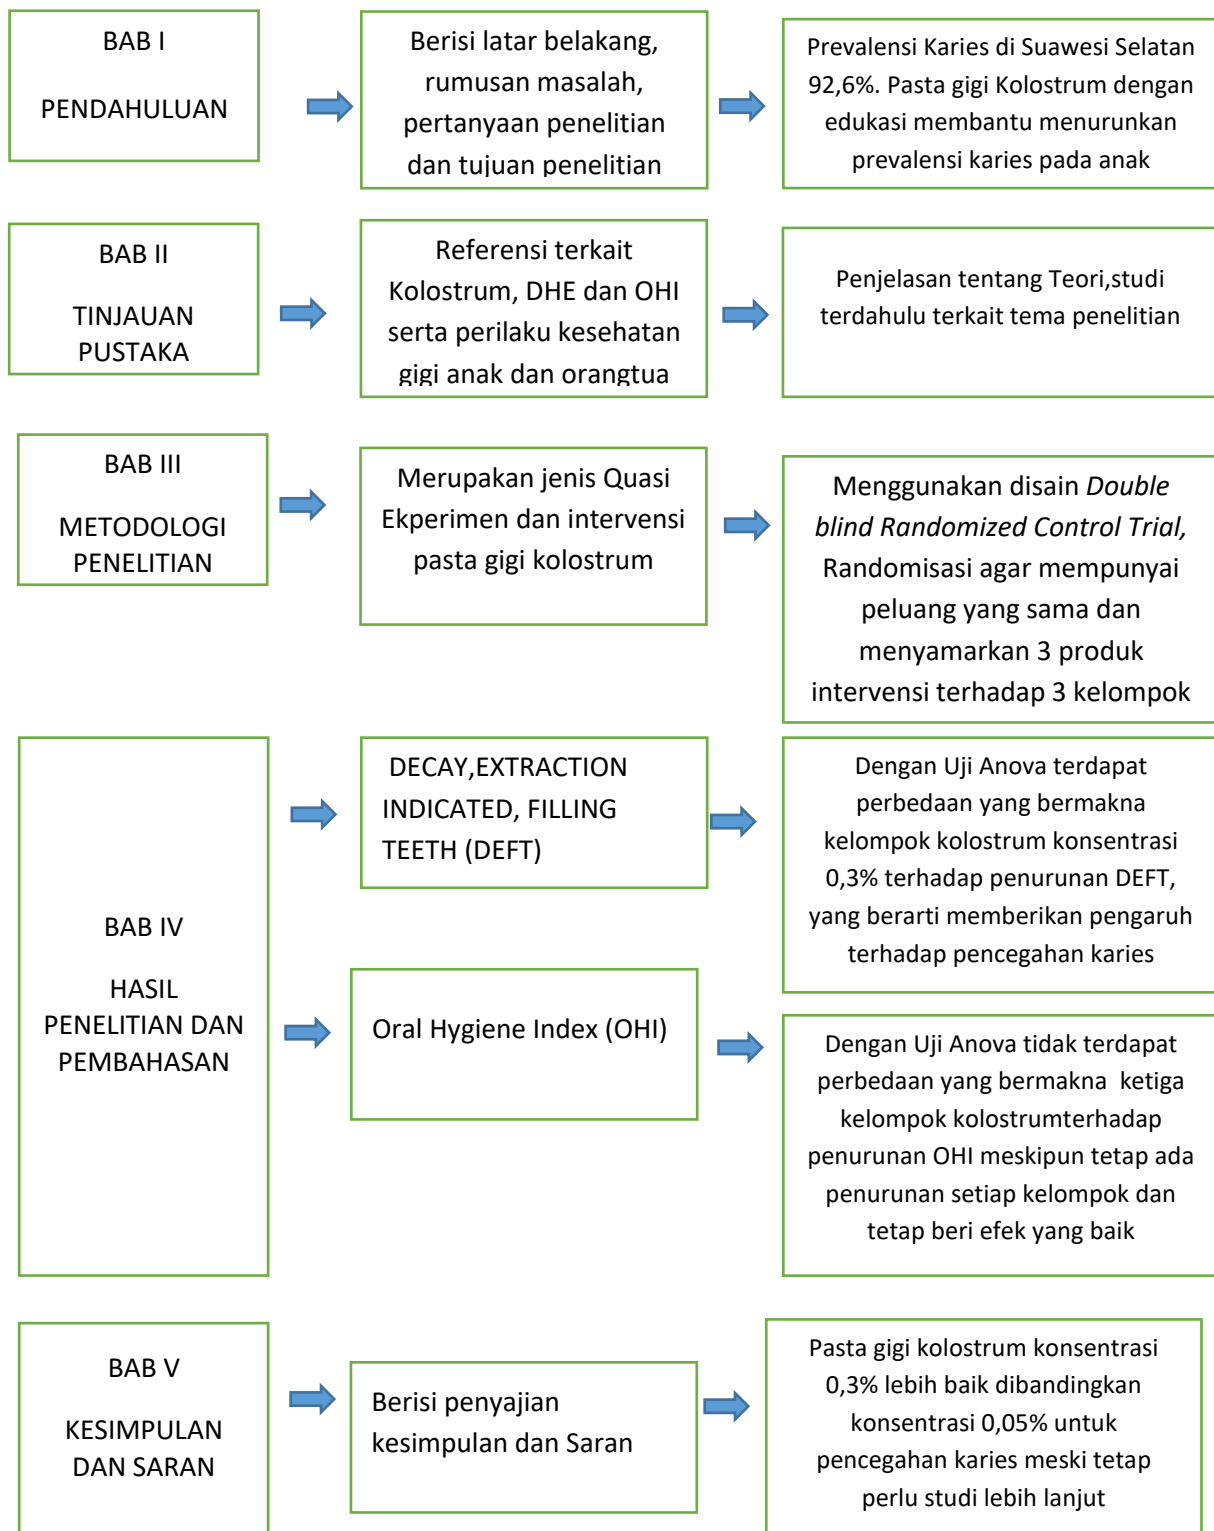 BAB I
PENDAHULUAN
Berisi latar belakang,
rumusan masalah,
pertanyaan penelitian
dan tujuan penelitian
Prevalensi Karies di Suawesi Selatan
92,6%. Pasta gigi Kolostrum dengan
edukasi membantu menurunkan
prevalensi karies pada anak
BAB II
TINJAUAN
PUSTAKA
Referensi terkait
Kolostrum, DHE dan OHI
serta perilaku kesehatan
gigi anak dan orangtua
Penjelasan tentang Teori,studi
terdahulu terkait tema penelitian
BAB III
METODOLOGI
PENELITIAN
Merupakan jenis Quasi
Ekperimen dan intervensi
pasta gigi kolostrum
Menggunakan disain Double
blind Randomized Control Trial,
Randomisasi agar mempunyai
peluang yang sama dan
menyamarkan 3 produk
intervensi terhadap 3 kelompok
BAB IV
HASIL
PENELITIAN DAN
PEMBAHASAN
DECAY,EXTRACTION
INDICATED, FILLING
TEETH (DEFT)
Dengan Uji Anova terdapat
perbedaan yang bermakna
kelompok kolostrum konsentrasi
0,3% terhadap penurunan DEFT,
yang berarti memberikan pengaruh
terhadap pencegahan karies
Oral Hygiene Index (OHI)
Dengan Uji Anova tidak terdapat
perbedaan yang bermakna ketiga
kelompok kolostrumterhadap
penurunan OHI meskipun tetap ada
penurunan setiap kelompok dan
tetap beri efek yang baik
BAB V
KESIMPULAN
DAN SARAN
Berisi penyajian
kesimpulan dan Saran
Pasta gigi kolostrum konsentrasi
0,3% lebih baik dibandingkan
konsentrasi 0,05% untuk
pencegahan karies meski tetap
perlu studi lebih lanjut